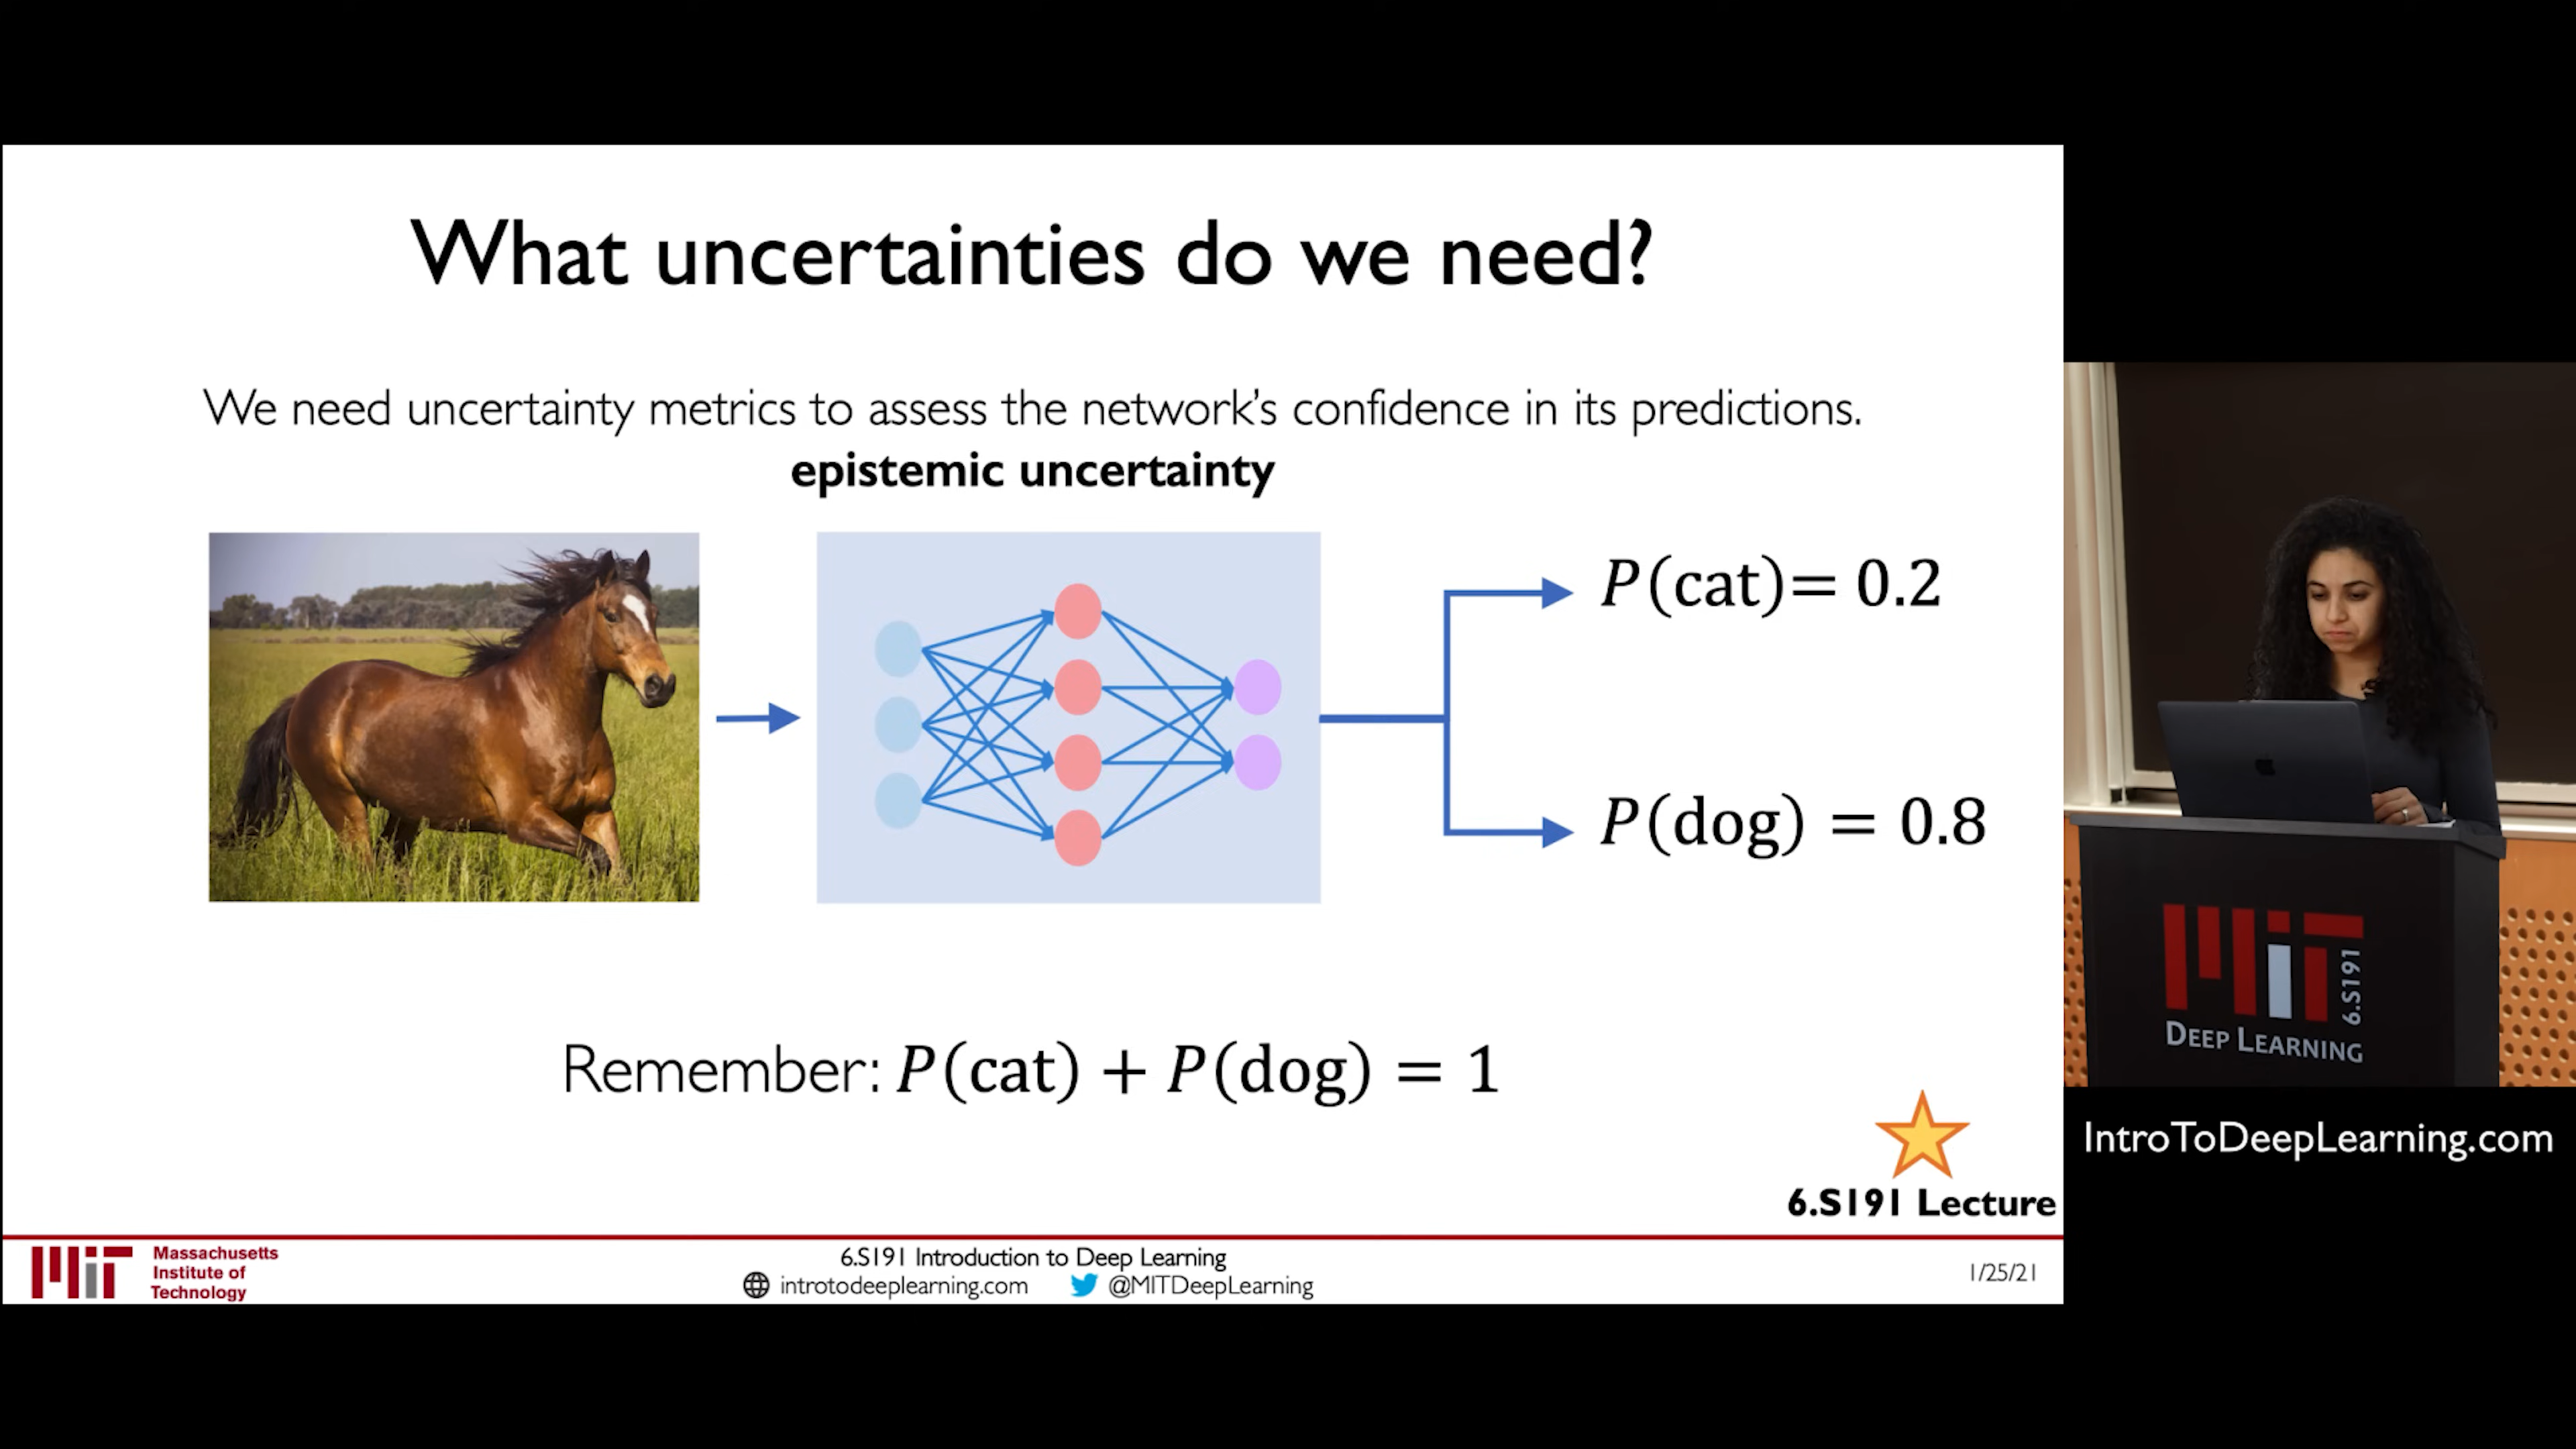 What uncertainties do we need?
We need uncertainty metrics to assess the network's confidence in its predictions.
epistemic uncertainty
P(cat)= 0.2
P(dog) = 0.8
Remember: P(cat) + P(dog) = 1
6.S191 Lecture
MIT
Massachusetts
Institute of
Technology
6.S191 Introduction to Deep Learning
introtodeeplearning.com @MITDeepLearning
1/25/21
MIT
6.S191
DEEP LEARNING
IntroToDeepLearning.com